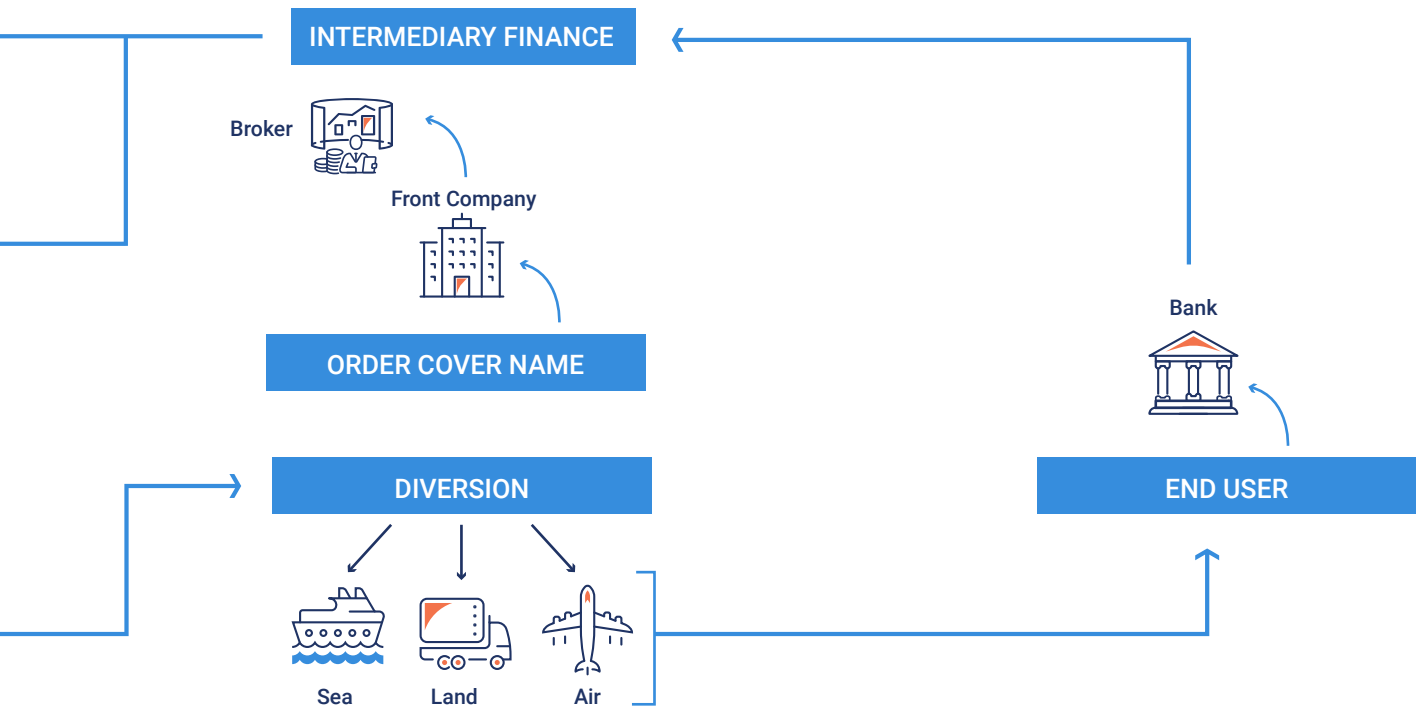 INTERMEDIARY FINANCE
Broker
Front Company
Bank
ORDER COVER NAME
DIVERSION
END USER
Sea
Land
Air